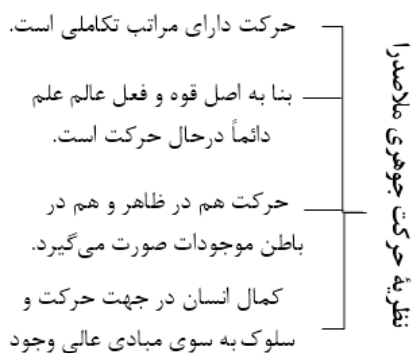 نظریهٔ حرکت جوهری ملاصدرا
حرکت دارای مراتب تکاملی است.
بنا به اصل قوه و فعل عالم علم
دائماً درحال حرکت است.
حرکت هم در ظاهر و هم در
باطن موجودات صورت می‌گیرد.
کمال انسان در جهت حرکت و
سلوک به سوی مبادی عالی وجود